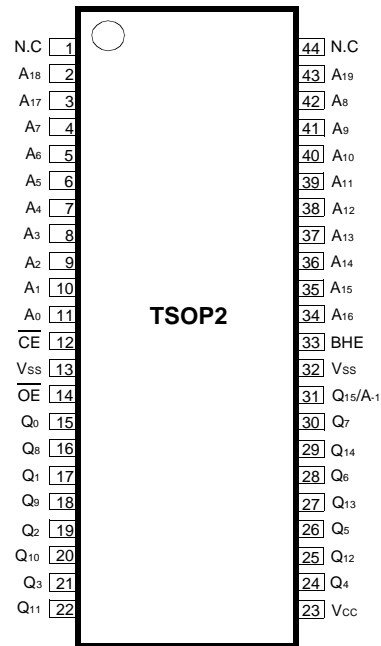 N.C 1 44 N.C
A18 2 43 A19
A17 3 42 A8
A7 4 41 A9
A6 5 40 A10
A5 6 39 A11
A4 7 38 A12
A3 8 37 A13
A2 9 36 A14
A1 10 35 A15
A0 11 TSOP2 34 A16
C̅E̅ 12 33 BHE
VSS 13 32 VSS
O̅E̅ 14 31 Q15/A-1
Q0 15 30 Q7
Q8 16 29 Q14
Q1 17 28 Q6
Q9 18 27 Q13
Q2 19 26 Q5
Q10 20 25 Q12
Q3 21 24 Q4
Q11 22 23 VCC